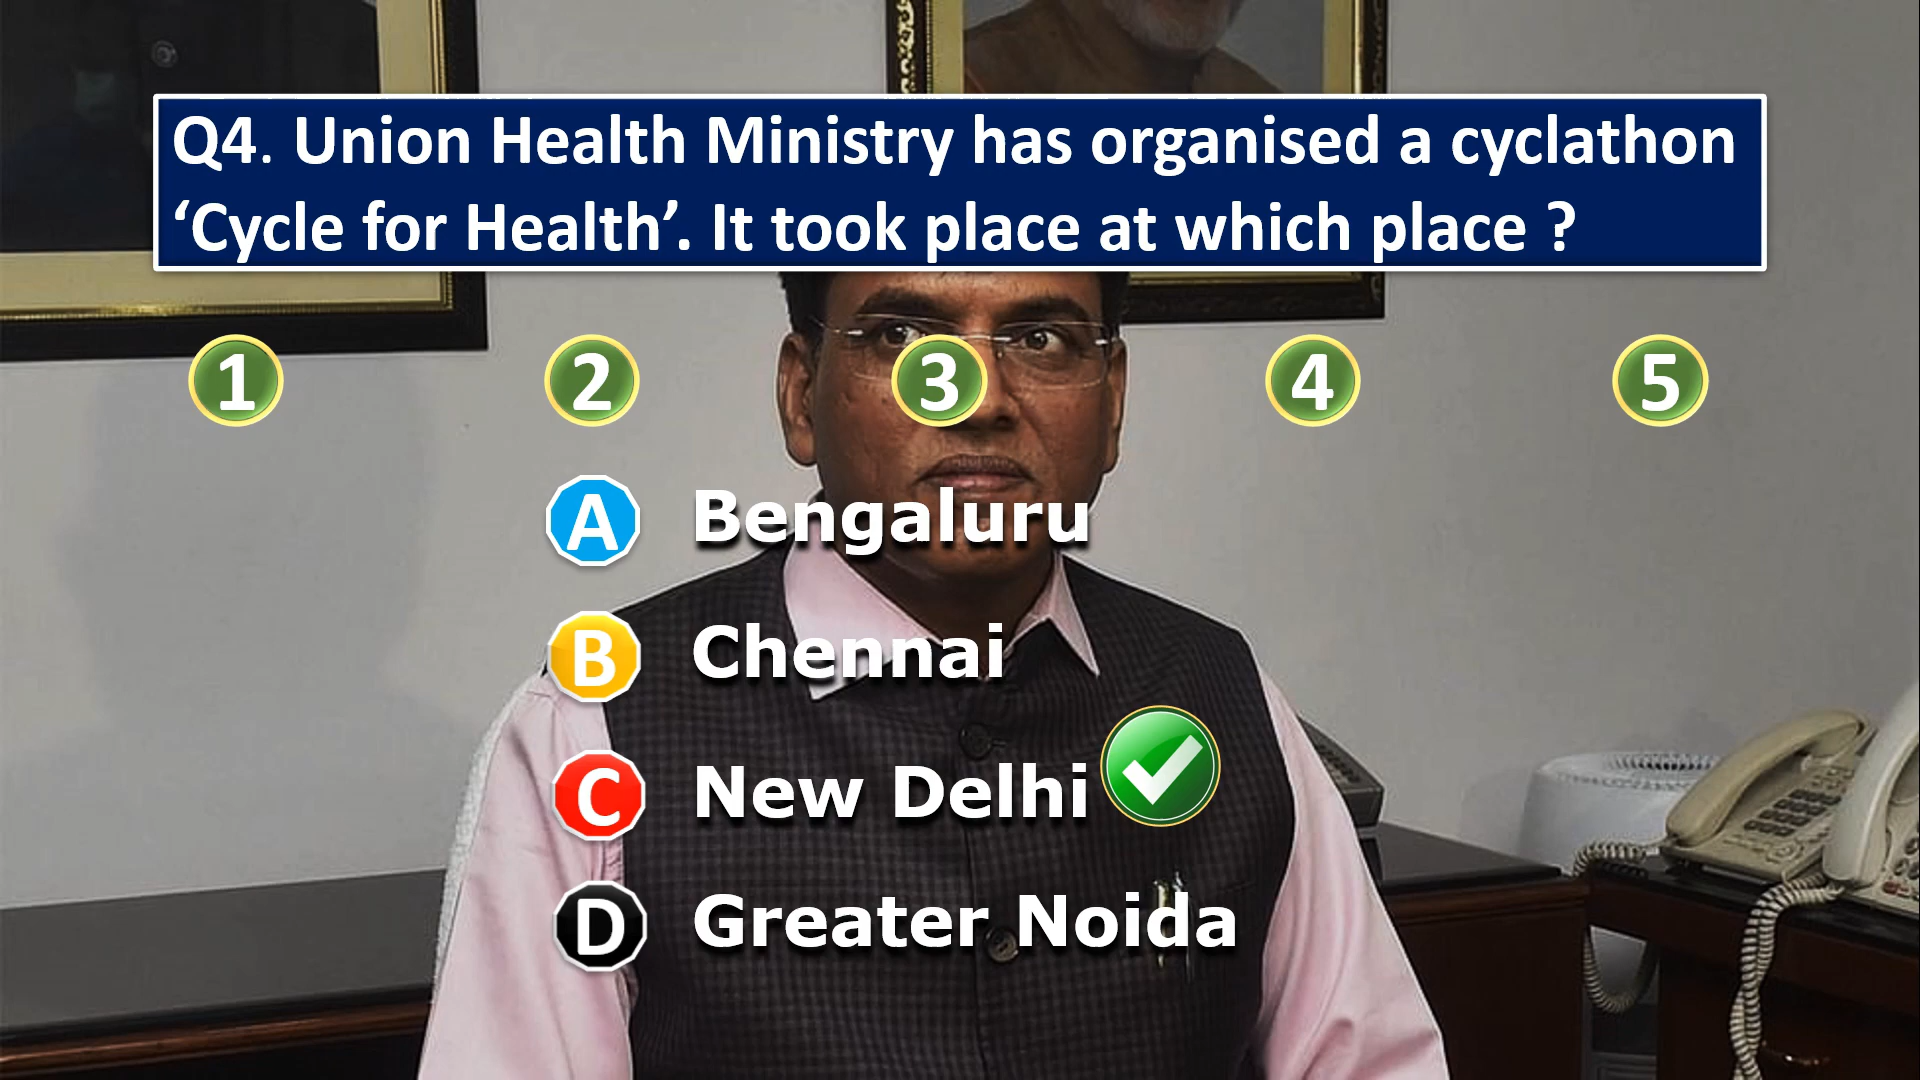 Q4. Union Health Ministry has organised a cyclathon
‘Cycle for Health’. It took place at which place ?
1 2 3 4 5
A Bengaluru
B Chennai
C New Delhi
D Greater Noida